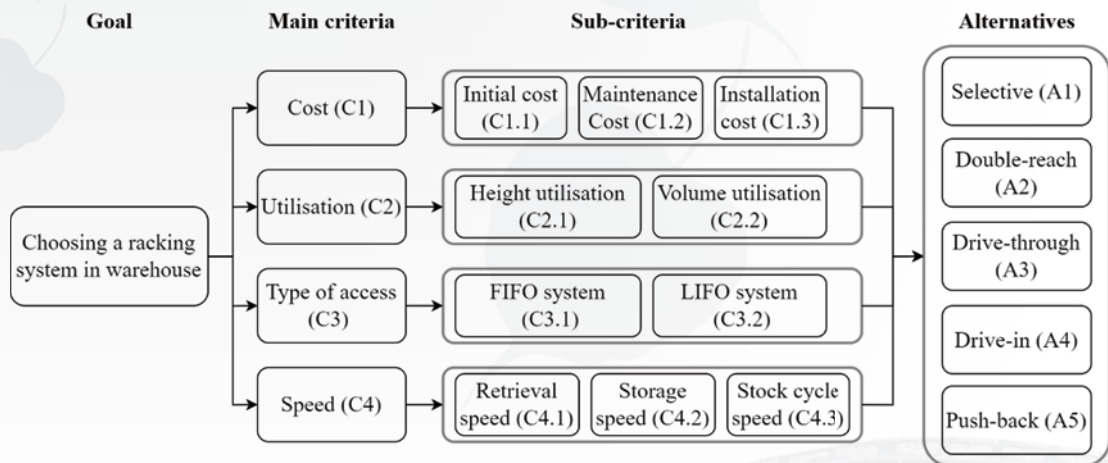 Goal
Main criteria
Sub-criteria
Alternatives
Choosing a racking
system in warehouse
Cost (C1)
Initial cost
(C1.1)
Maintenance
Cost (C1.2)
Installation
cost (C1.3)
Utilisation (C2)
Height utilisation
(C2.1)
Volume utilisation
(C2.2)
Type of access
(C3)
FIFO system
(C3.1)
LIFO system
(C3.2)
Speed (C4)
Retrieval
speed (C4.1)
Storage
speed (C4.2)
Stock cycle
speed (C4.3)
Selective (A1)
Double-reach
(A2)
Drive-through
(A3)
Drive-in (A4)
Push-back (A5)